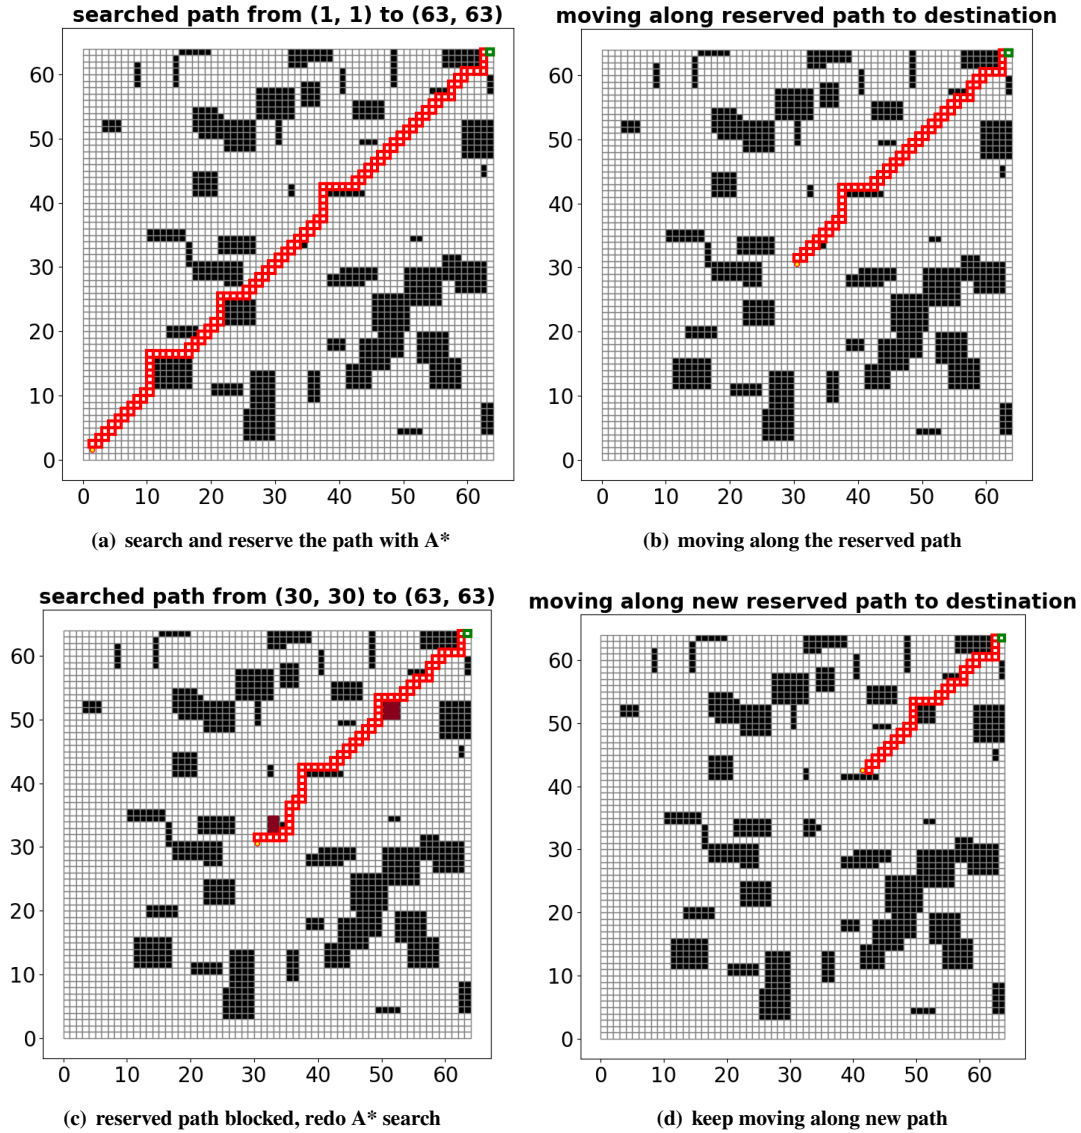 searched path from (1, 1) to (63, 63)
60
50
40
30
20
10
0
0 10 20 30 40 50 60
(a) search and reserve the path with A*
moving along reserved path to destination
60
50
40
30
20
10
0
0 10 20 30 40 50 60
(b) moving along the reserved path
searched path from (30, 30) to (63, 63)
60
50
40
30
20
10
0
0 10 20 30 40 50 60
(c) reserved path blocked, redo A* search
moving along new reserved path to destination
60
50
40
30
20
10
0
0 10 20 30 40 50 60
(d) keep moving along new path